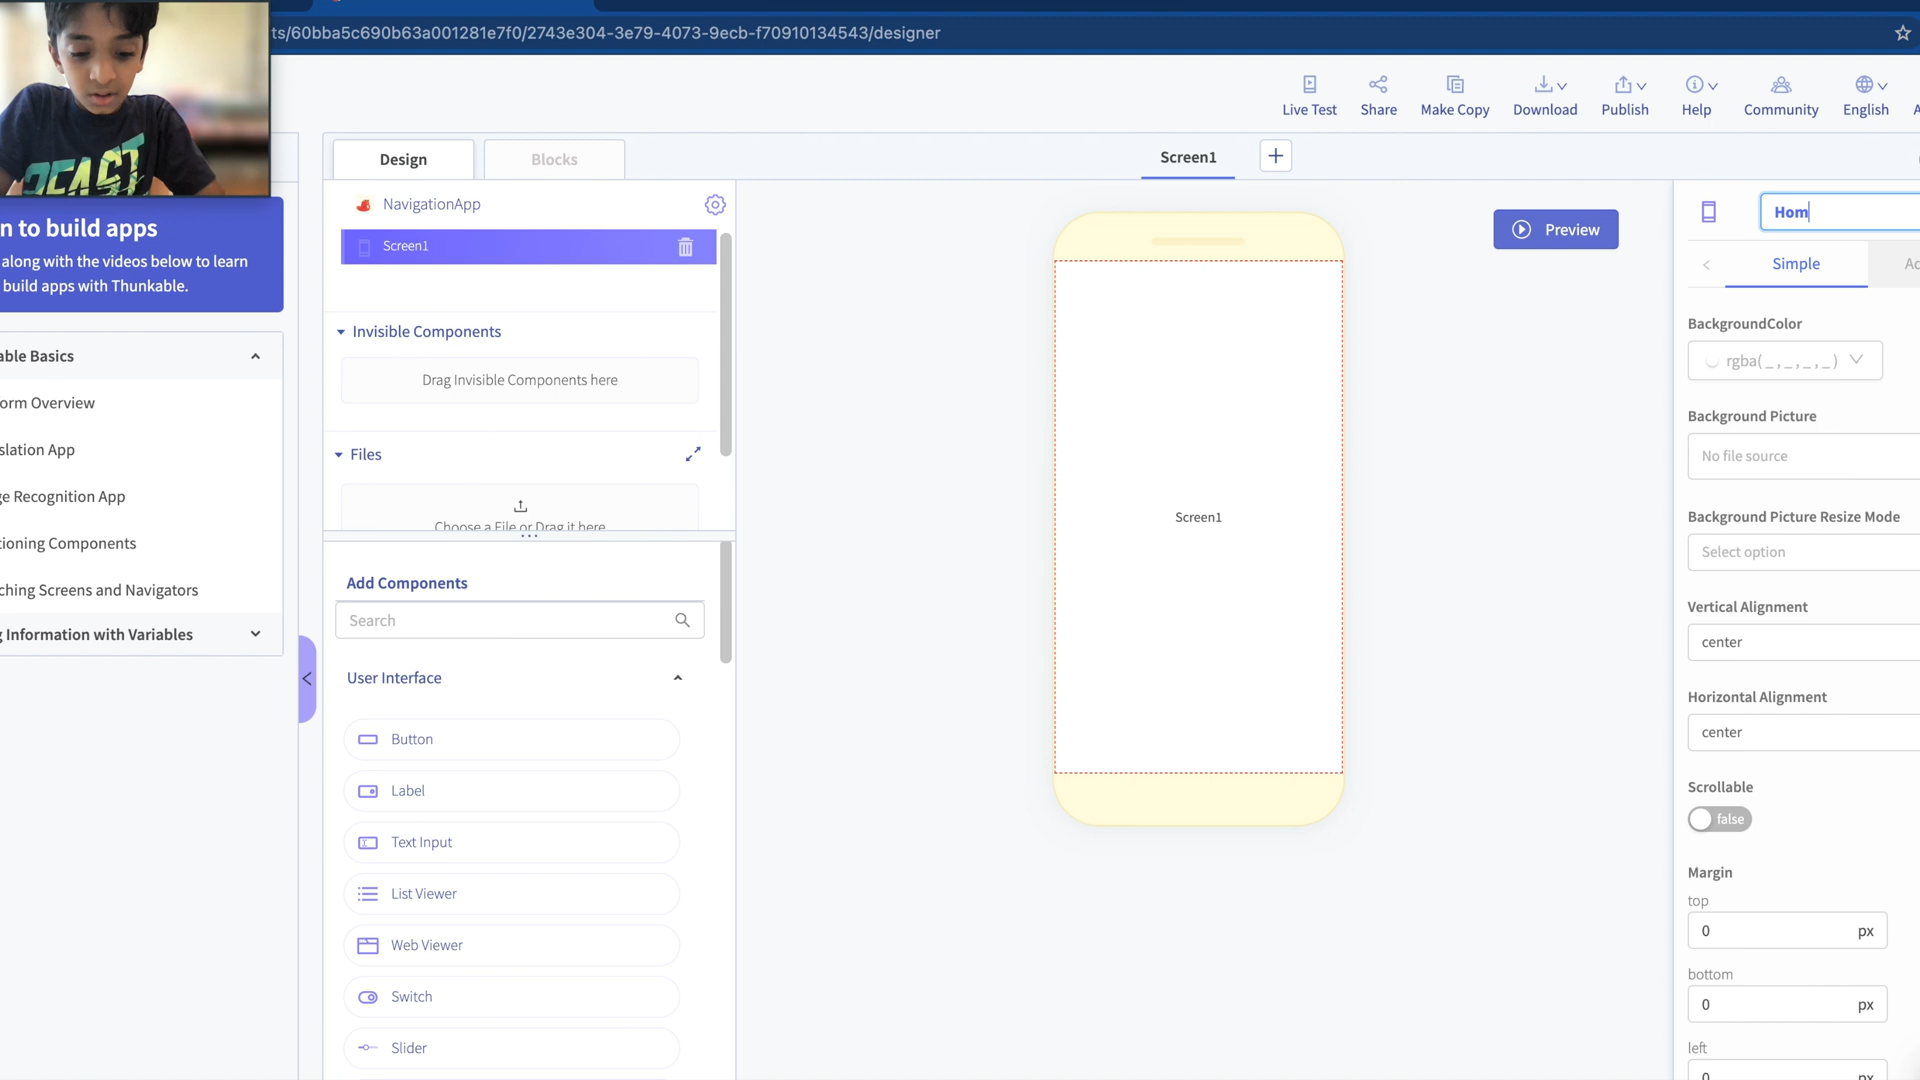 ts/60bba5c690b63a001281e7f0/2743e304-3e79-4073-9ecb-f70910134543/designer
BEAST
Live Test
Share
Make Copy
Download
Publish
Help
Community
English
A
n to build apps
along with the videos below to learn
build apps with Thunkable.
able Basics
orm Overview
slation App
ge Recognition App
tioning Components
ching Screens and Navigators
g Information with Variables
Design
Blocks
NavigationApp
Screen1
Invisible Components
Drag Invisible Components here
Files
Choose a File or Drag it here
Add Components
Search
User Interface
Button
Label
Text Input
List Viewer
Web Viewer
Switch
Slider
Screen1
Screen1
Preview
Hom
Simple
Ad
BackgroundColor
rgba(_,_,_,_)
Background Picture
No file source
Background Picture Resize Mode
Select option
Vertical Alignment
center
Horizontal Alignment
center
Scrollable
false
Margin
top
0 px
bottom
0 px
left
0 px